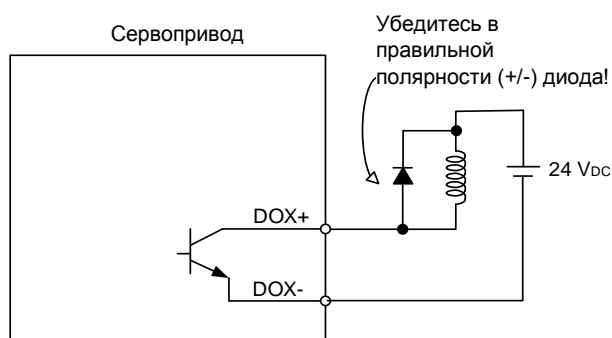 Сервопривод
Убедитесь в
правильной
полярности (+/-) диода!
24 VDC
DOX+
DOX-